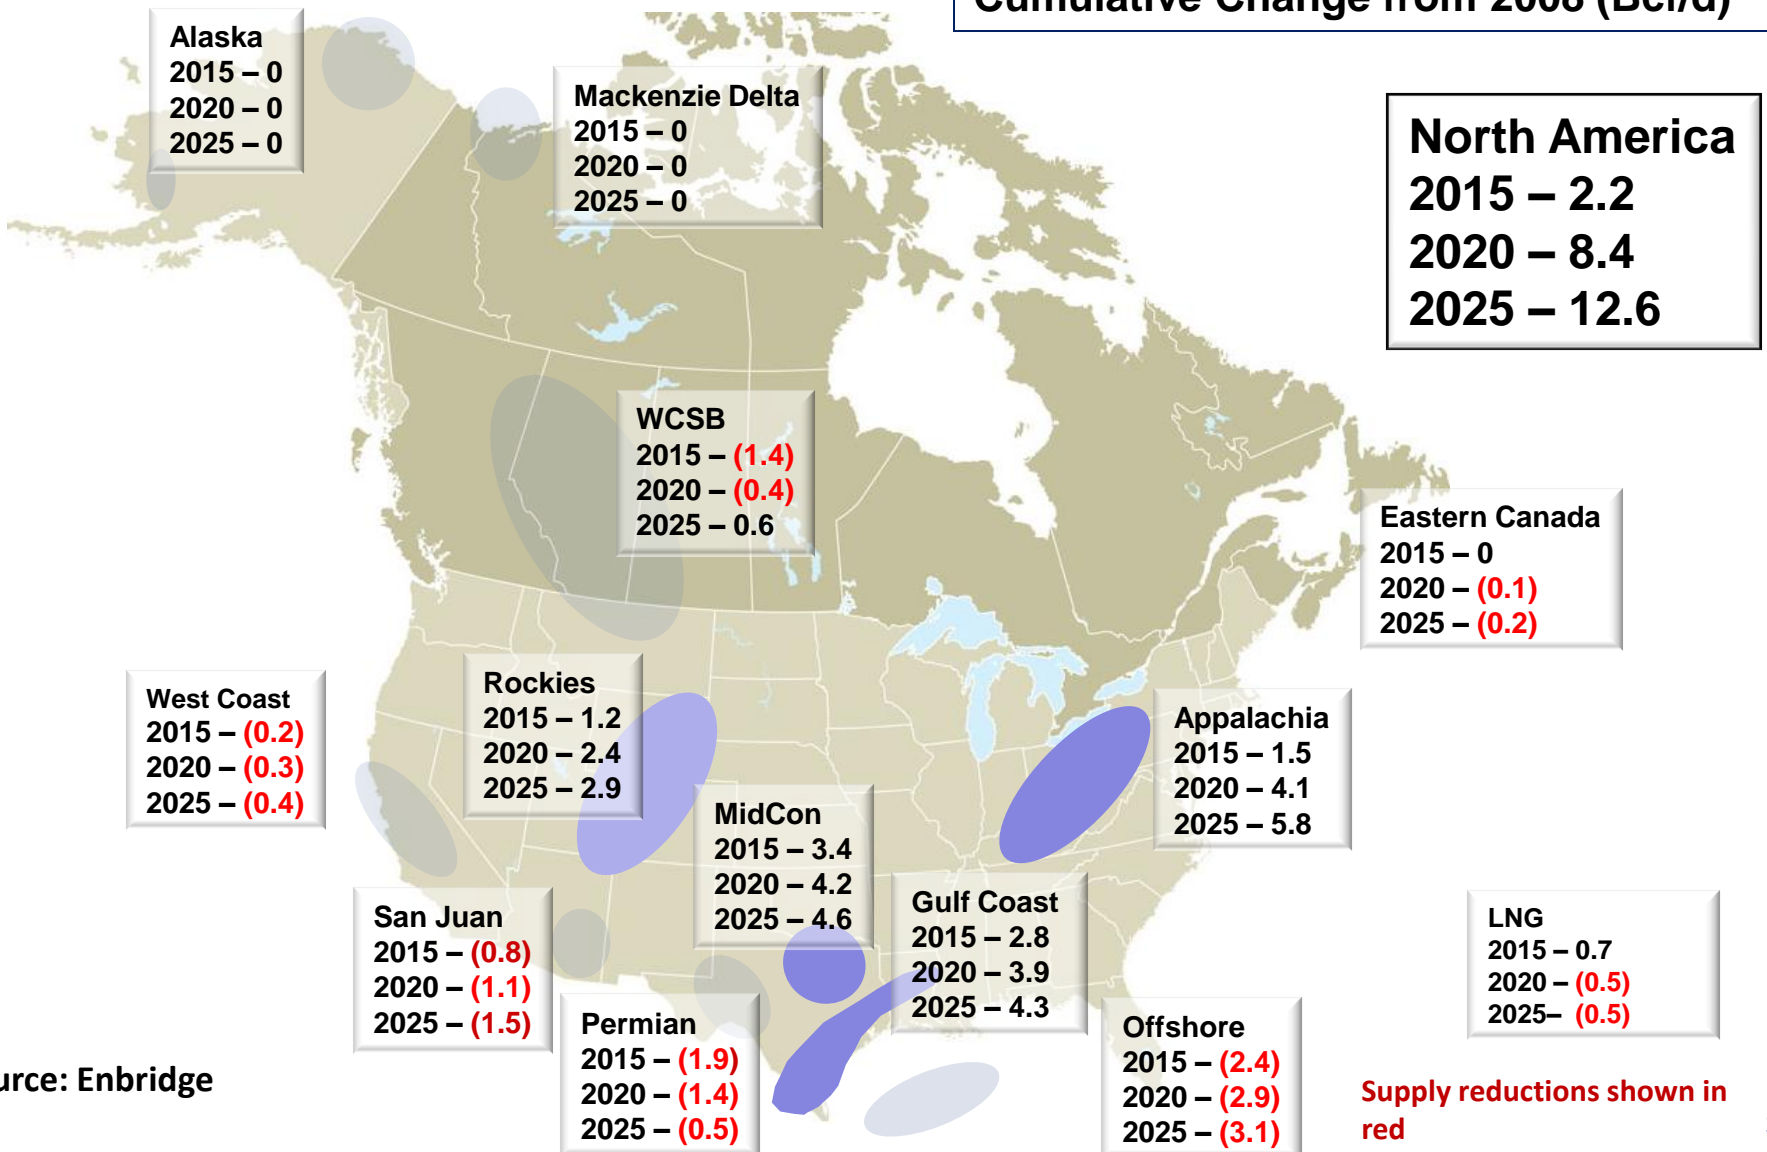 Cumulative Change from 2008 (Bcf/d)
Alaska
2015 – 0
2020 – 0
2025 – 0
Mackenzie Delta
2015 – 0
2020 – 0
2025 – 0
North America
2015 – 2.2
2020 – 8.4
2025 – 12.6
WCSB
2015 – (1.4)
2020 – (0.4)
2025 – 0.6
Eastern Canada
2015 – 0
2020 – (0.1)
2025 – (0.2)
West Coast
2015 – (0.2)
2020 – (0.3)
2025 – (0.4)
Rockies
2015 – 1.2
2020 – 2.4
2025 – 2.9
Appalachia
2015 – 1.5
2020 – 4.1
2025 – 5.8
MidCon
2015 – 3.4
2020 – 4.2
2025 – 4.6
Gulf Coast
2015 – 2.8
2020 – 3.9
2025 – 4.3
San Juan
2015 – (0.8)
2020 – (1.1)
2025 – (1.5)
LNG
2015 – 0.7
2020 – (0.5)
2025– (0.5)
Permian
2015 – (1.9)
2020 – (1.4)
2025 – (0.5)
Offshore
2015 – (2.4)
2020 – (2.9)
2025 – (3.1)
urce: Enbridge
Supply reductions shown in
red